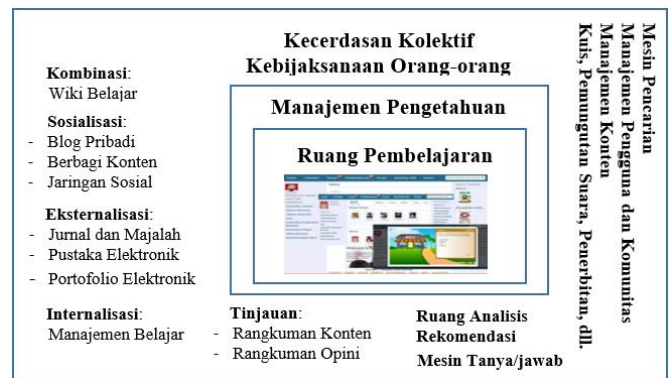 Kecerdasan Kolektif
Kebijaksanaan Orang-orang
Manajemen Pengetahuan
Ruang Pembelajaran
Kombinasi:
Wiki Belajar
Sosialisasi:
- Blog Pribadi
- Berbagi Konten
- Jaringan Sosial
Eksternalisasi:
- Jurnal dan Majalah
- Pustaka Elektronik
- Portofolio Elektronik
Internalisasi:
Manajemen Belajar
Tinjauan:
- Rangkuman Konten
- Rangkuman Opini
Ruang Analisis
Rekomendasi
Mesin Tanya/jawab
Mesin Pencarian
Manajemen Pengguna dan Komunitas
Manajemen Konten
Kuis, Pemungutan Suara, Penerbitan, dll.